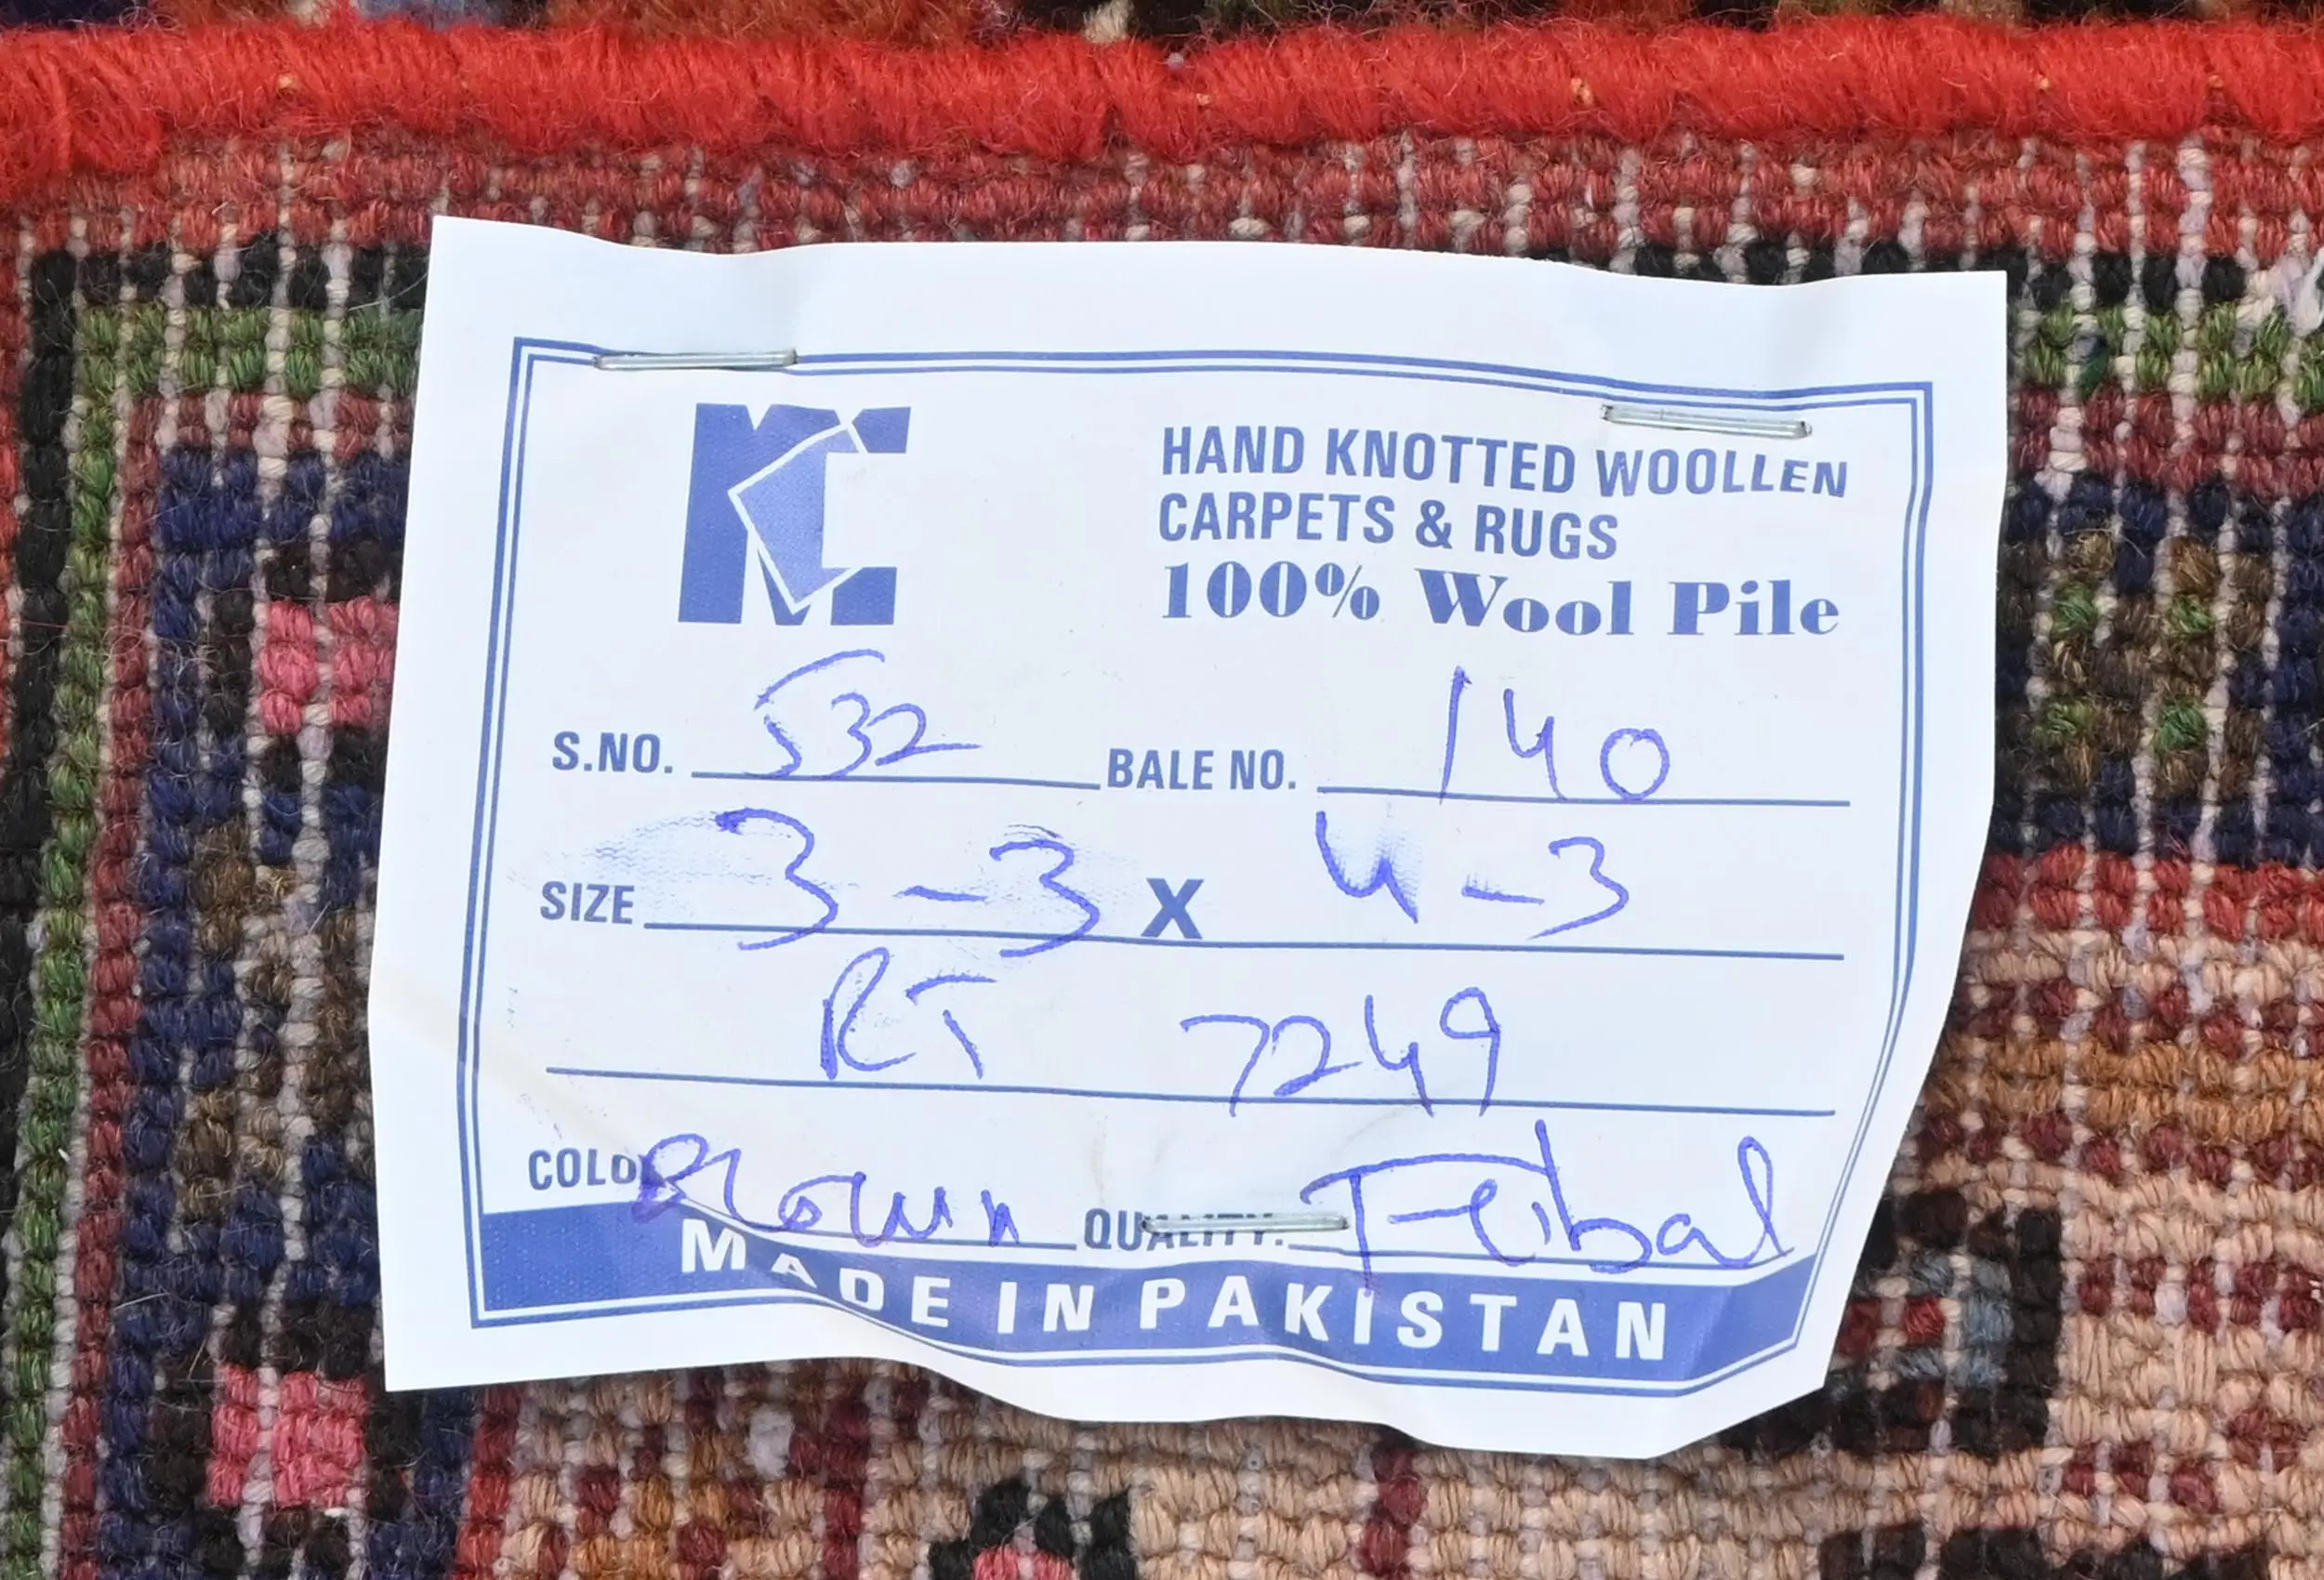 MC
HAND KNOTTED WOOLLEN
CARPETS & RUGS
100% Wool Pile
S.NO. 532 BALE NO. 140
SIZE 3-3 X 4-3
RT 7249
COLO Brown QUALITY: Tribal
MADE IN PAKISTAN